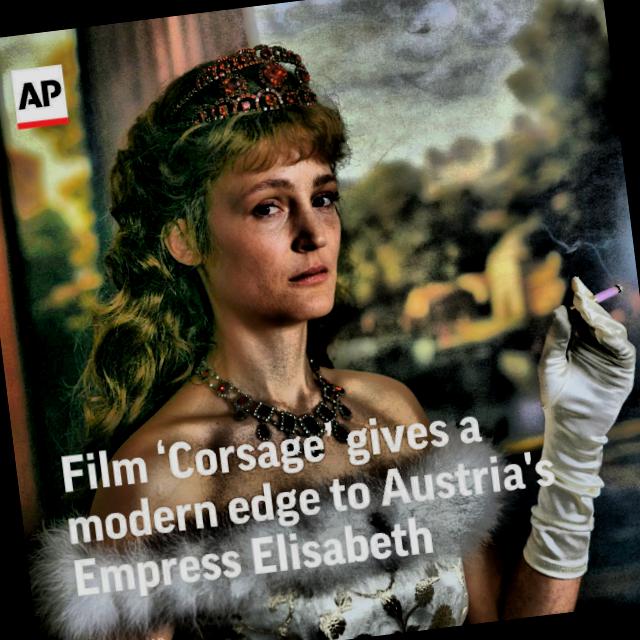 AP
Film ‘Corsage’ gives a
modern edge to Austria's
Empress Elisabeth